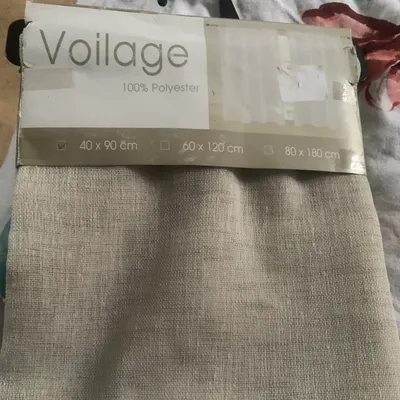 Voilage
100% Polyester
40 x 90 cm 60 x 120 cm 80 x 180 cm